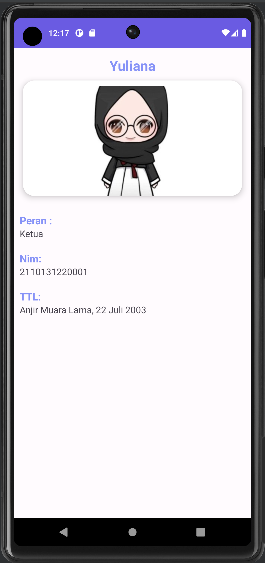 12:17
Yuliana
Peran :
Ketua
Nim:
2110131220001
TTL:
Anjir Muara Lama, 22 Juli 2003